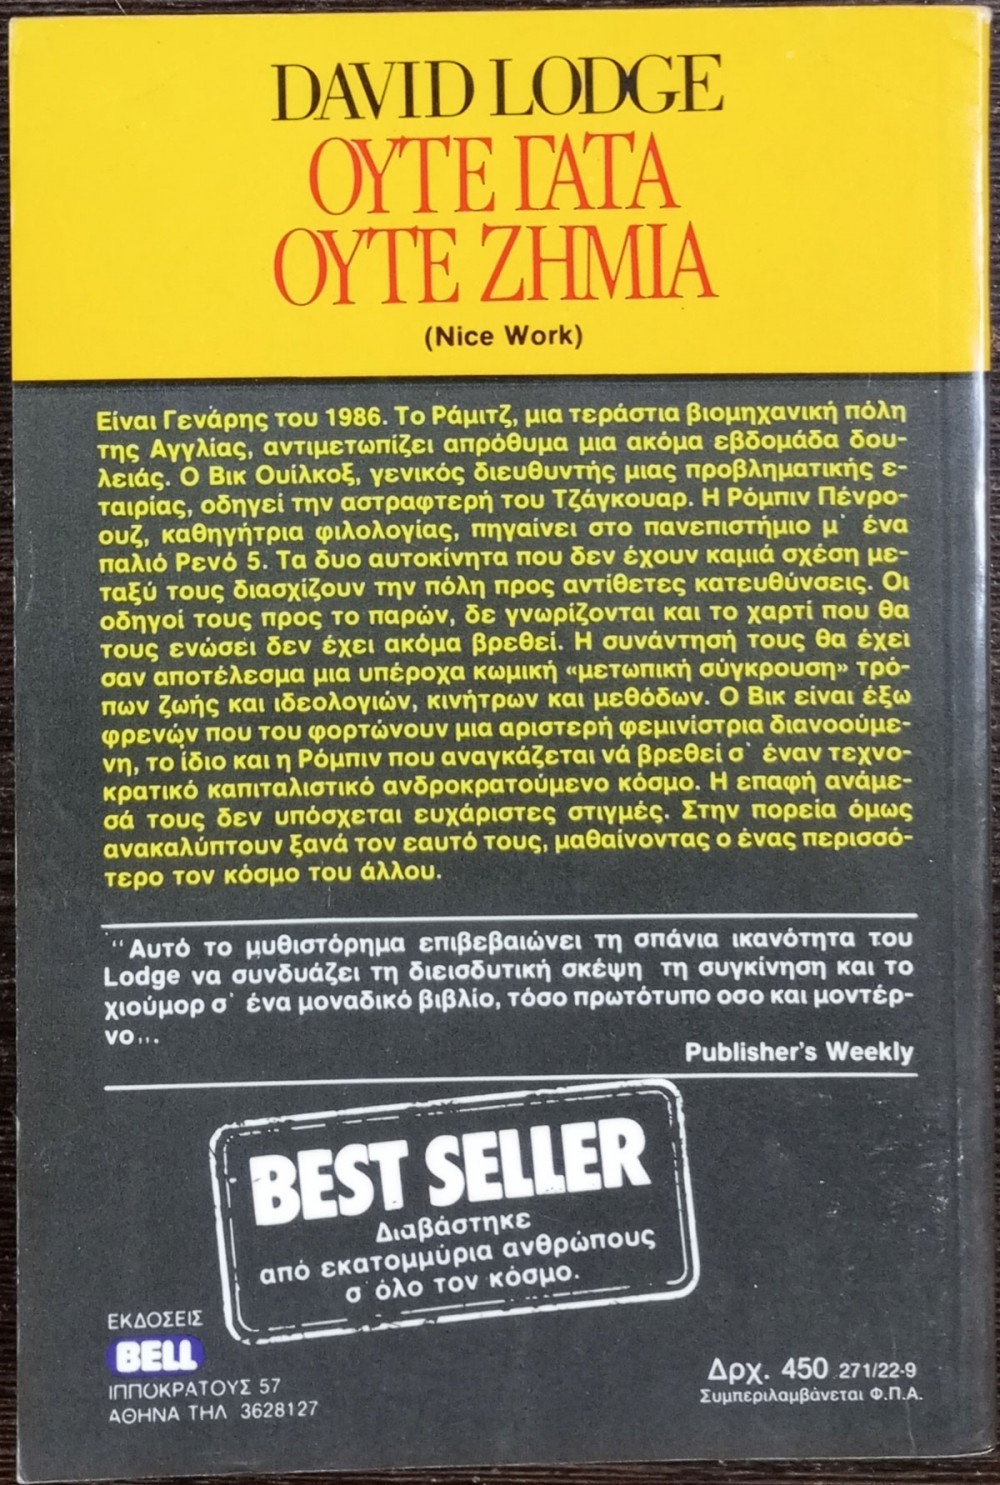 DAVID LODGE
ΟΥΤΕ ΓΑΤΑ
ΟΥΤΕ ΖΗΜΙΑ
(Nice Work)
Είναι Γενάρης του 1986. Το Ράμιτζ, μια τεράστια βιομηχανική πόλη
της Αγγλίας, αντιμετωπίζει απρόθυμα μια ακόμα εβδομάδα δου-
λειάς. Ο Βικ Ουίλκοξ, γενικός διευθυντής μιας προβληματικής ε-
ταιρίας, οδηγεί την αστραφτερή του Τζάγκουαρ. Η Ρόμπιν Πένρο-
ουζ, καθηγήτρια φιλολογίας, πηγαίνει στο πανεπιστήμιο μ' ένα
παλιό Ρενό 5. Τα δυο αυτοκίνητα που δεν έχουν καμιά σχέση με-
ταξύ τους διασχίζουν την πόλη προς αντίθετες κατευθύνσεις. Οι
οδηγοί τους προς το παρών, δε γνωρίζονται και το χαρτί που θα
τους ενώσει δεν έχει ακόμα βρεθεί. Η συνάντησή τους θα έχει
σαν αποτέλεσμα μια υπέροχα κωμική «μετωπική σύγκρουση» τρό-
πων ζωής και ιδεολογιών, κινήτρων και μεθόδων. Ο Βικ είναι έξω
φρενών που του φορτώνουν μια αριστερή φεμινίστρια διανοούμε-
νη, το ίδιο και η Ρόμπιν που αναγκάζεται νά βρεθεί σ' έναν τεχνο-
κρατικό καπιταλιστικό ανδροκρατούμενο κόσμο. Η επαφή ανάμε-
σά τους δεν υπόσχεται ευχάριστες στιγμές. Στην πορεία όμως
ανακαλύπτουν ξανά τον εαυτό τους, μαθαίνοντας ο ένας περισσό-
τερο τον κόσμο του άλλου.
"Αυτό το μυθιστόρημα επιβεβαιώνει τη σπάνια ικανότητα του
Lodge να συνδυάζει τη διεισδυτική σκέψη τη συγκίνηση και το
χιούμορ σ' ένα μοναδικό βιβλίο, τόσο πρωτότυπο οσο και μοντέρ-
νο...
Publisher's Weekly
BEST SELLER
Διαβάστηκε
από εκατομμύρια ανθρώπους
σ' όλο τον κόσμο.
ΕΚΔΟΣΕΙΣ
BELL
ΙΠΠΟΚΡΑΤΟΥΣ 57
ΑΘΗΝΑ ΤΗΛ 3628127
Δρχ. 450 271/22-9
Συμπεριλαμβάνεται Φ.Π.Α.